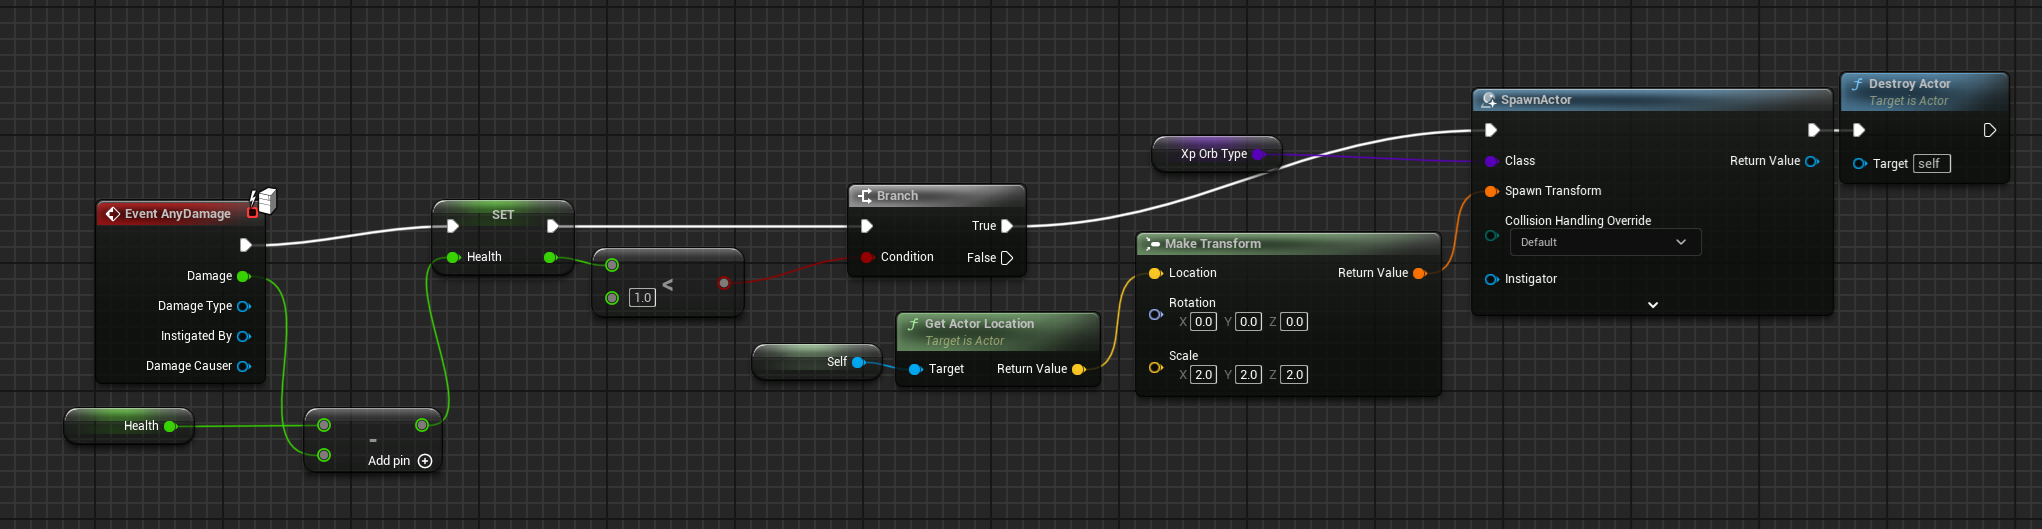 Event AnyDamage
Damage
Damage Type
Instigated By
Damage Causer
Health
-
Add pin
SET
Health
<
1.0
Branch
True
Condition
False
Self
Get Actor Location
Target is Actor
Target
Return Value
Xp Orb Type
Make Transform
Location
Return Value
Rotation
X 0.0 Y 0.0 Z 0.0
Scale
X 2.0 Y 2.0 Z 2.0
SpawnActor
Class
Return Value
Spawn Transform
Collision Handling Override
Default
Instigator
f Destroy Actor
Target is Actor
Target self